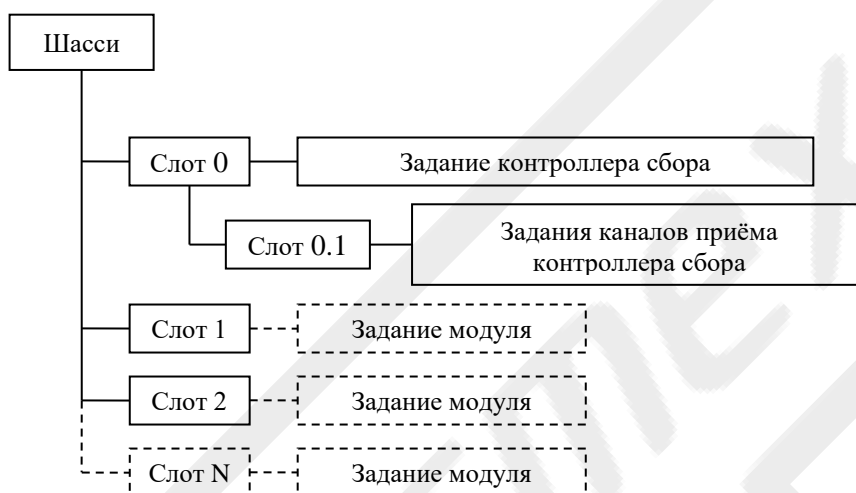 Шасси
Слот 0
Задание контроллера сбора
Слот 0.1
Задания каналов приёма
контроллера сбора
Слот 1
Задание модуля
Слот 2
Задание модуля
Слот N
Задание модуля